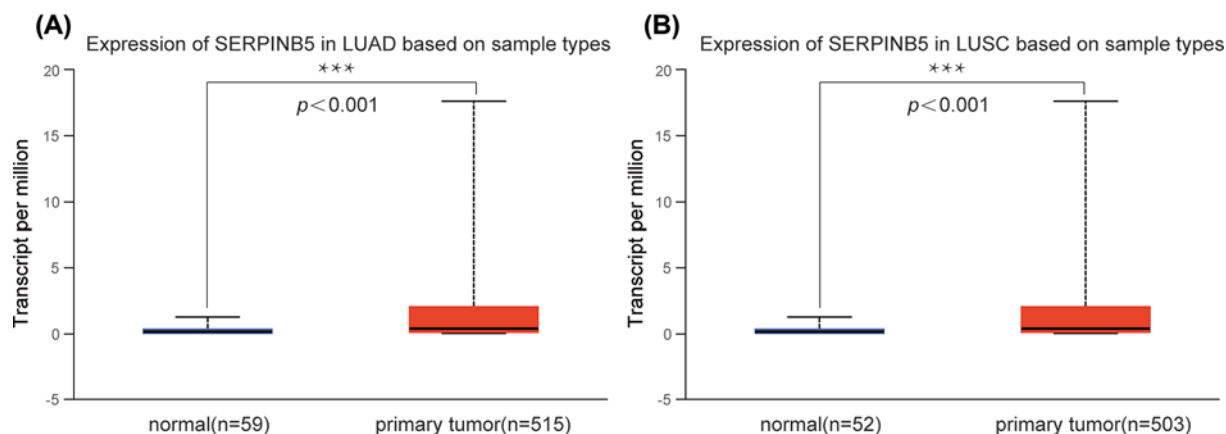 (A)
Expression of SERPINB5 in LUAD based on sample types
***
p<0.001
Transcript per million
20
15
10
5
0
-5
normal(n=59)
primary tumor(n=515)
(B)
Expression of SERPINB5 in LUSC based on sample types
***
p<0.001
Transcript per million
20
15
10
5
0
-5
normal(n=52)
primary tumor(n=503)